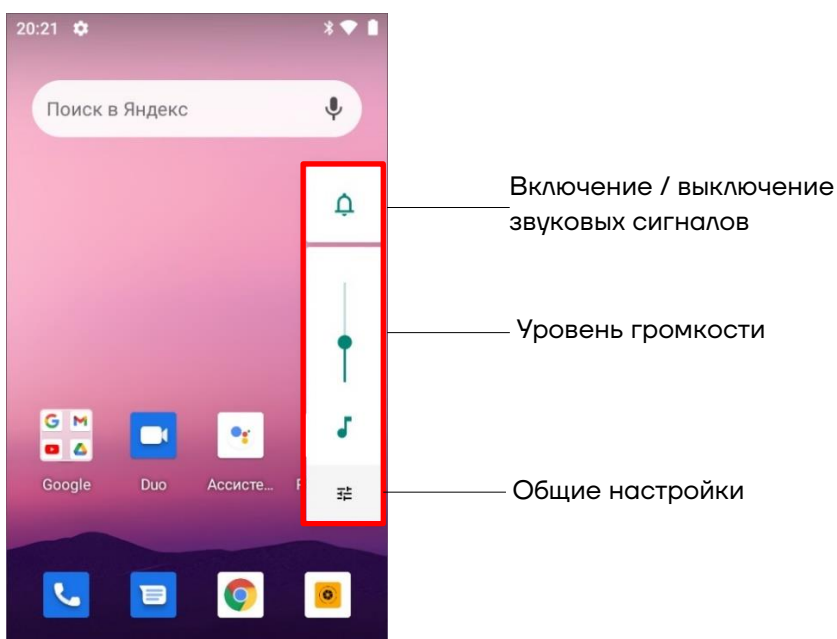 20:21
Поиск в Яндекс
Включение / выключение
звуковых сигналов
Уровень громкости
Google
Duo
Ассисте...
Общие настройки